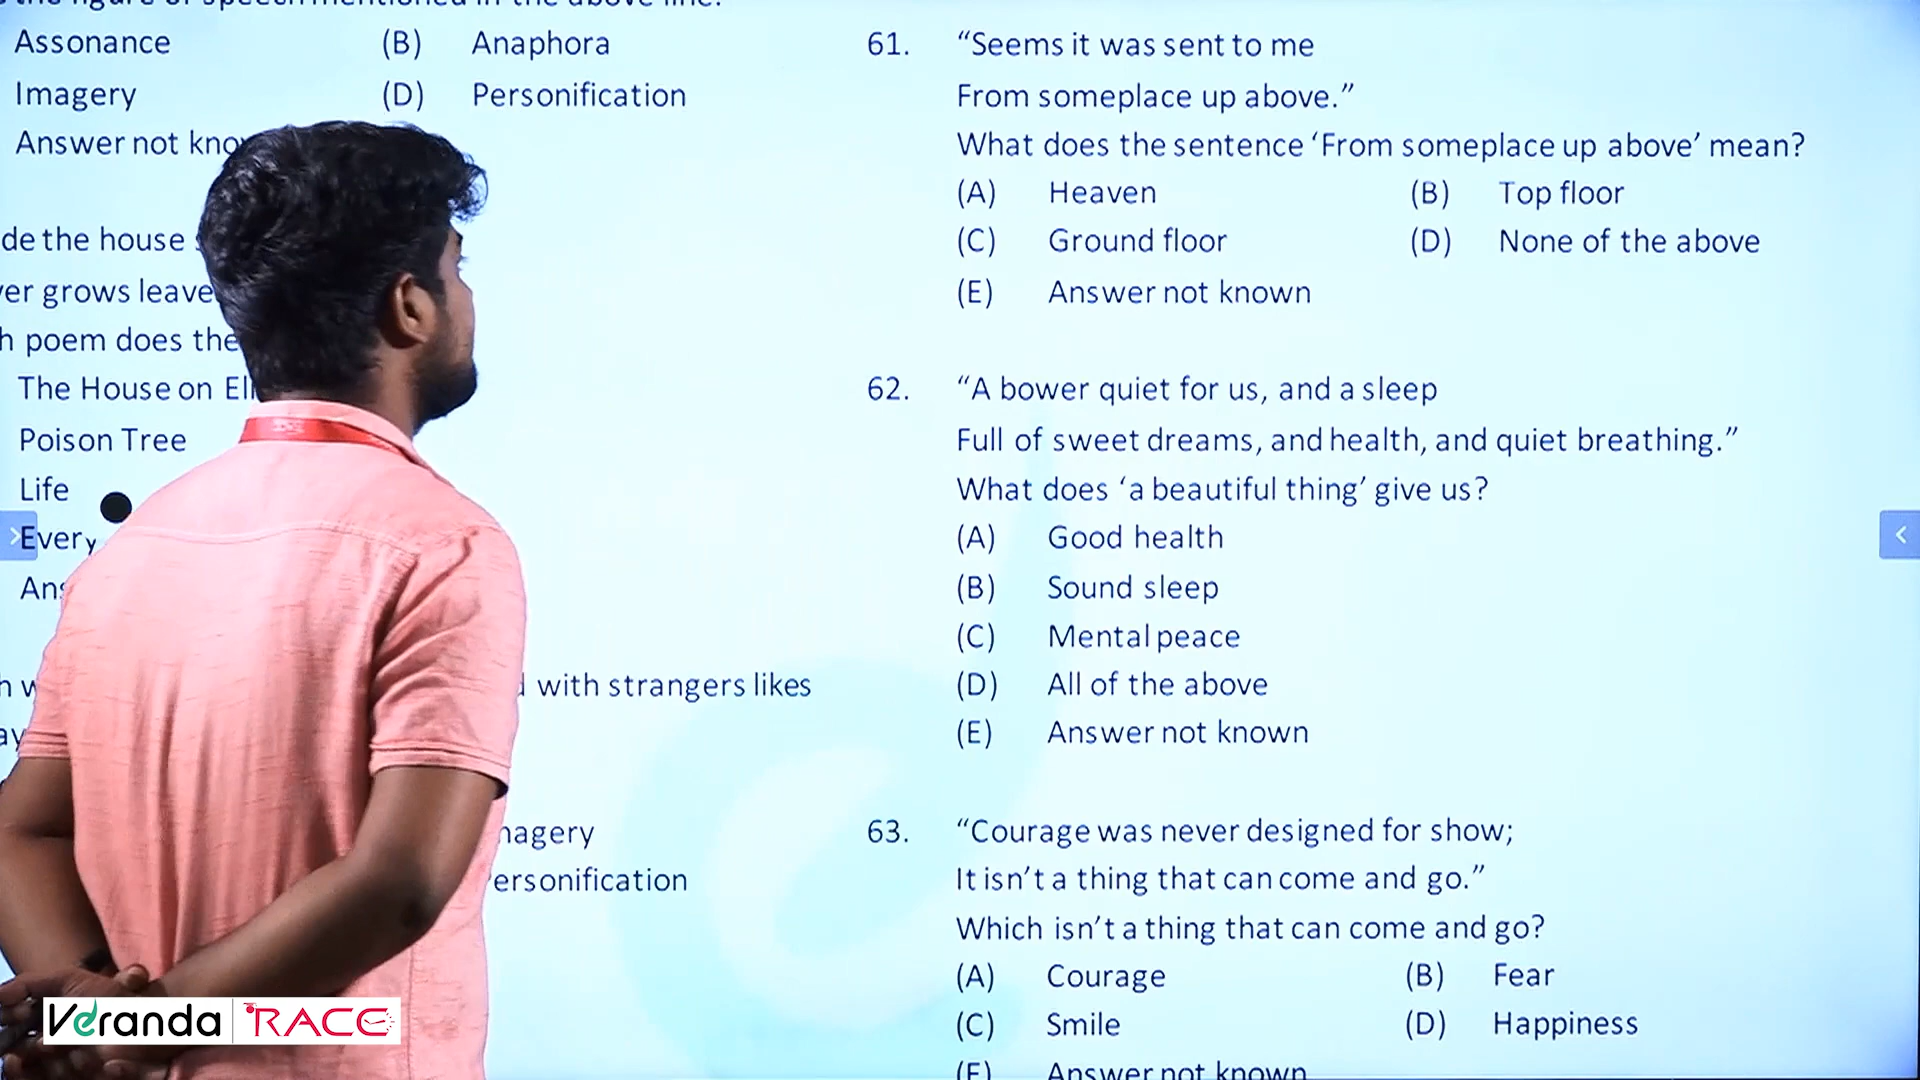 Assonance (B) Anaphora
Imagery (D) Personification
Answer not
de the house
er grows
poem does the
The House on
Poison Tree
Life
Every
with strangers likes
ersonification
61. “Seems it was sent to me
From someplace up above.”
What does the sentence ‘From someplace up above’ mean?
(A) Heaven (B) Top floor
(C) Ground floor (D) None of the above
(E) Answer not known
62. “A bower quiet for us, and a sleep
Full of sweet dreams, and health, and quiet breathing.”
What does ‘a beautiful thing’ give us?
(A) Good health
(B) Sound sleep
(C) Mental peace
(D) All of the above
(E) Answer not known
63. “Courage was never designed for show;
It isn’t a thing that can come and go.”
Which isn’t a thing that can come and go?
(A) Courage (B) Fear
(C) Smile (D) Happiness
(E) Answer not known
Veranda RACE